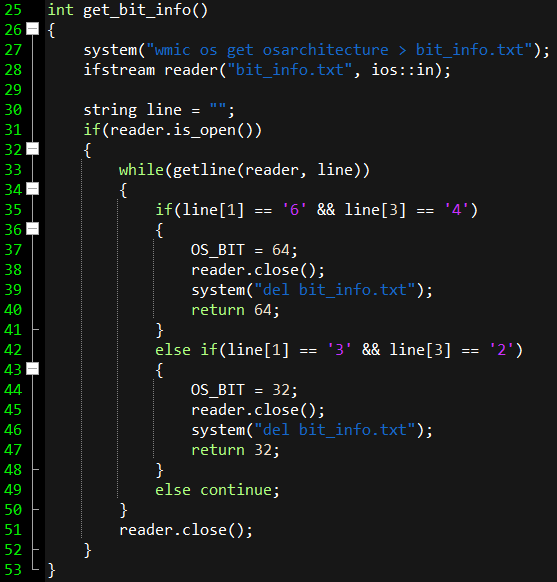 25 int get_bit_info()
26 {
27     system("wmic os get osarchitecture > bit_info.txt");
28     ifstream reader("bit_info.txt", ios::in);
29
30     string line = "";
31     if(reader.is_open())
32     {
33         while(getline(reader, line))
34         {
35             if(line[1] == '6' && line[3] == '4')
36             {
37                 OS_BIT = 64;
38                 reader.close();
39                 system("del bit_info.txt");
40                 return 64;
41             }
42             else if(line[1] == '3' && line[3] == '2')
43             {
44                 OS_BIT = 32;
45                 reader.close();
46                 system("del bit_info.txt");
47                 return 32;
48             }
49             else continue;
50         }
51         reader.close();
52     }
53 }